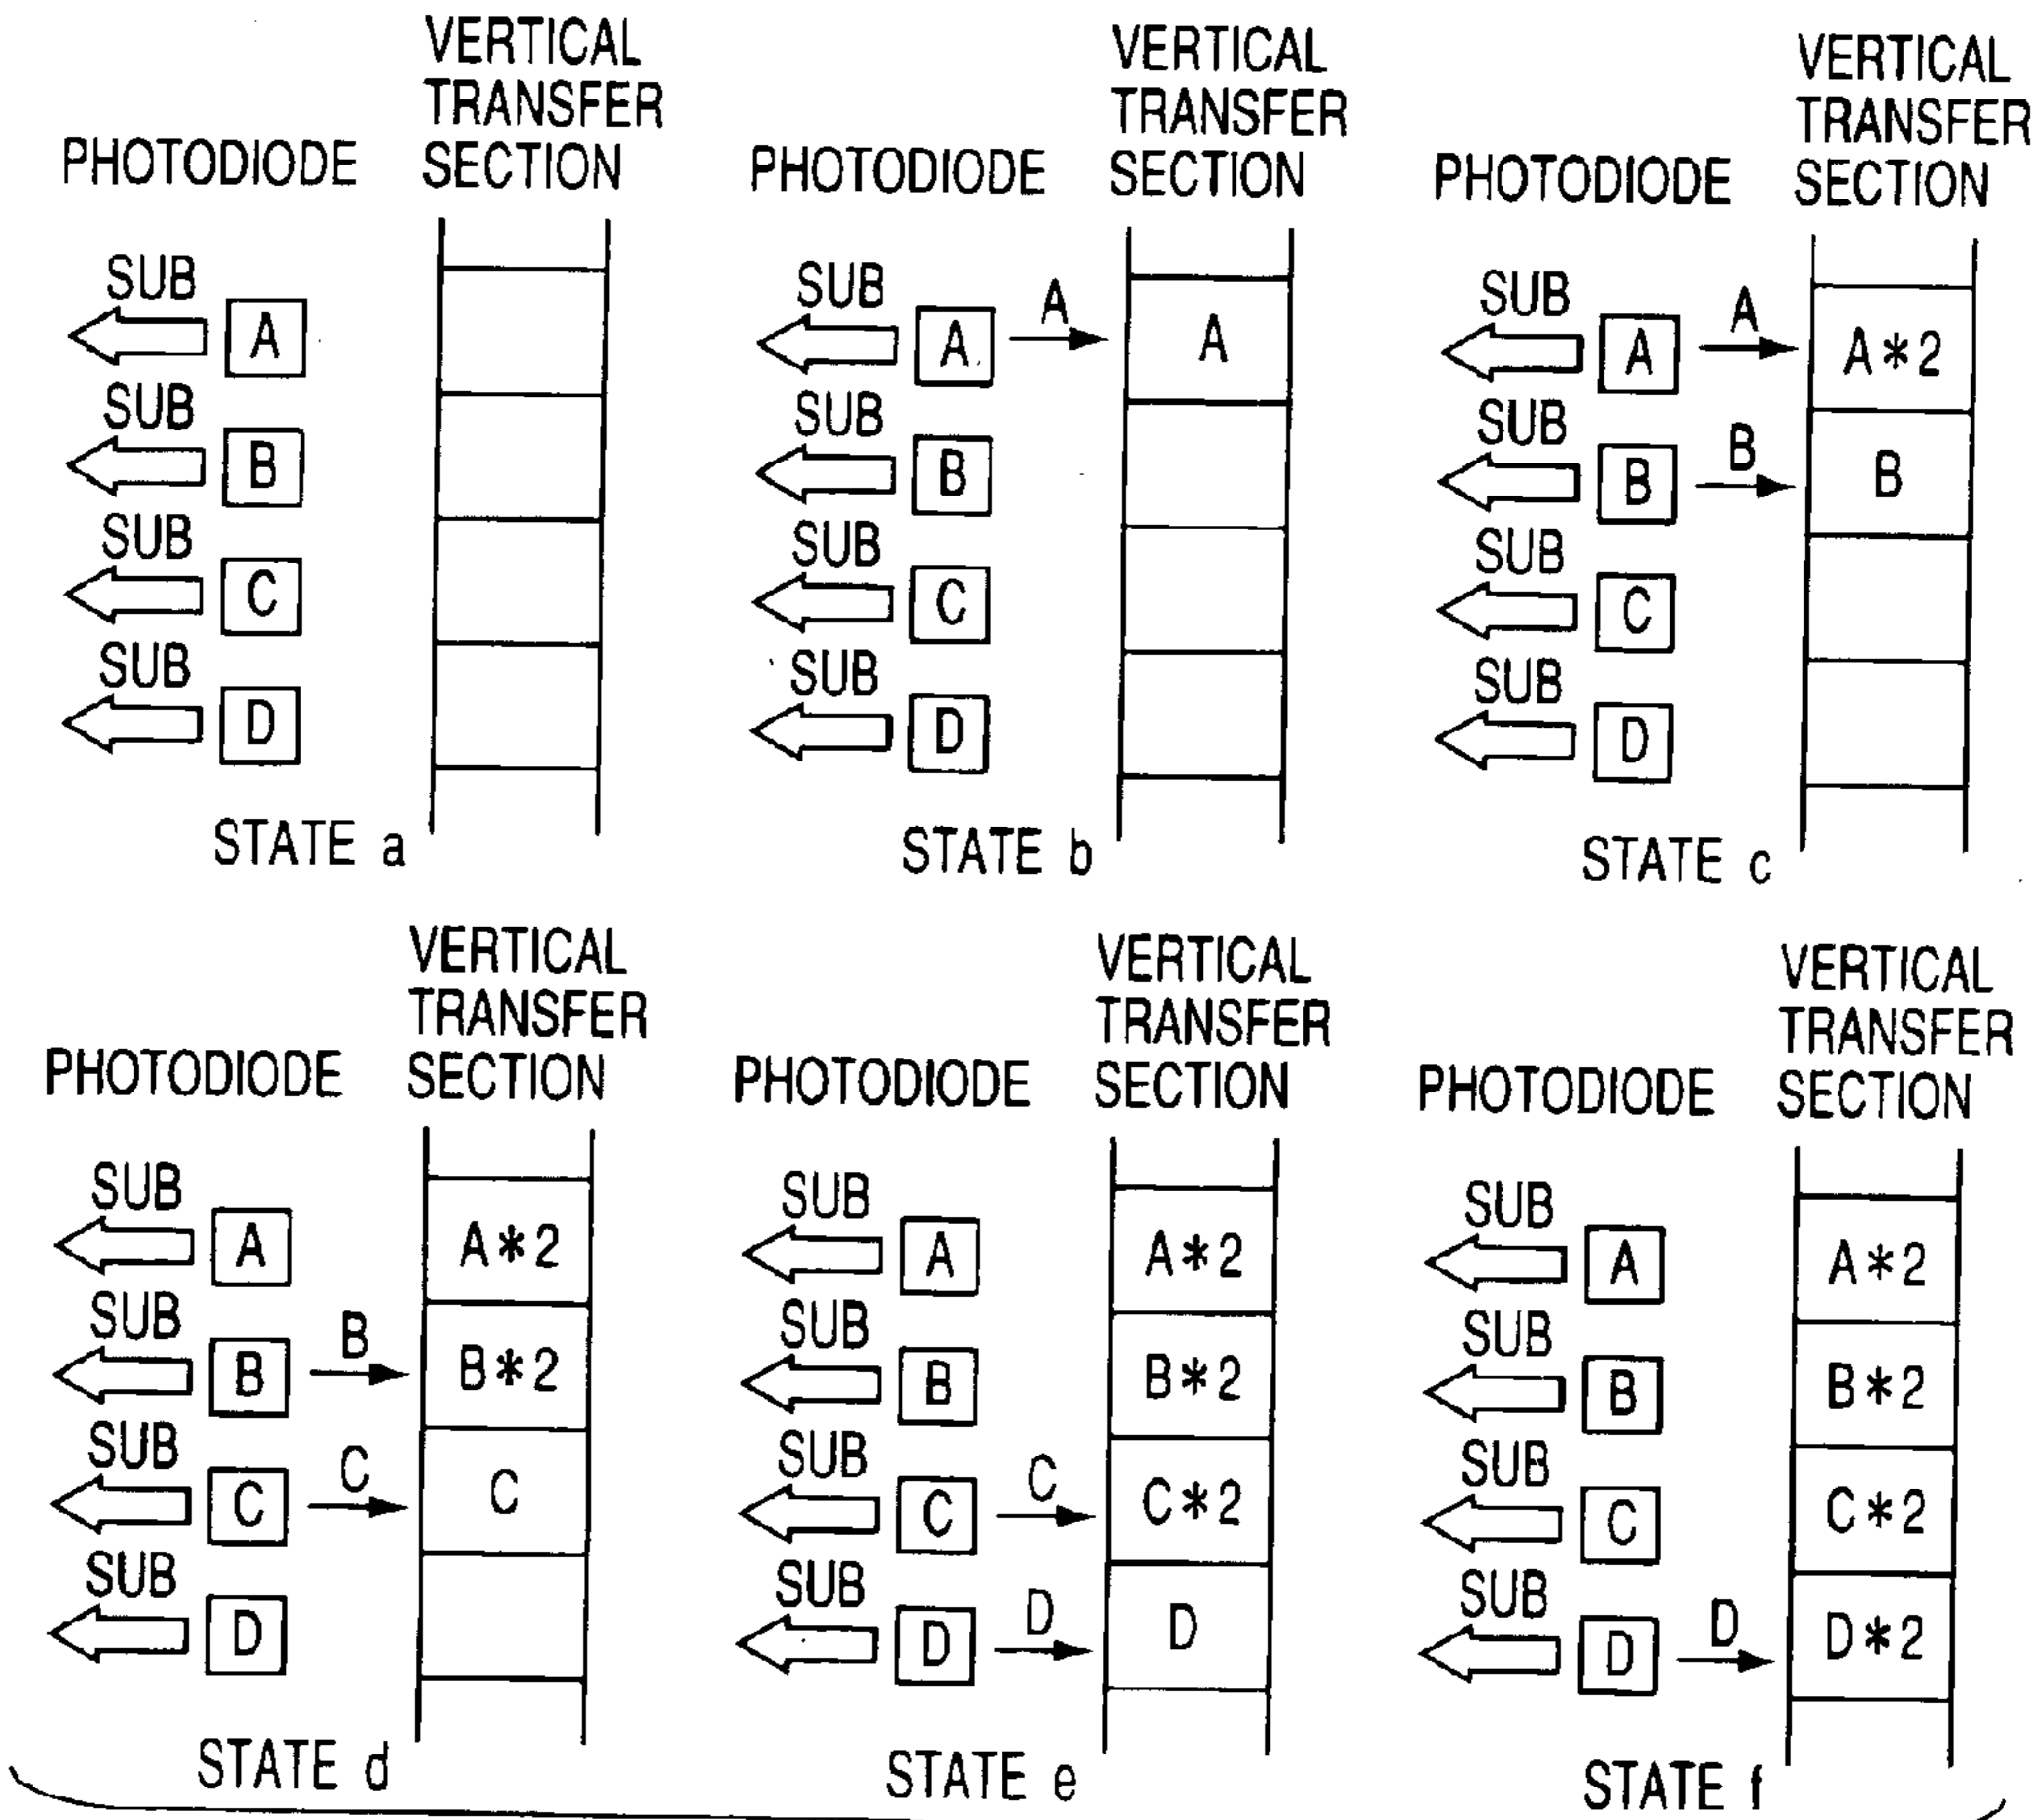 VERTICAL
TRANSFER
SECTION
PHOTODIODE
SUB
A
SUB
B
SUB
C
SUB
D
STATE a
VERTICAL
TRANSFER
SECTION
PHOTODIODE
SUB
A
A
A
SUB
B
SUB
C
SUB
D
STATE b
VERTICAL
TRANSFER
SECTION
PHOTODIODE
SUB
A
A
A*2
SUB
B
B
B
SUB
C
SUB
D
STATE c
VERTICAL
TRANSFER
SECTION
PHOTODIODE
SUB
A
A*2
SUB
B
B
B*2
SUB
C
C
C
SUB
D
STATE d
VERTICAL
TRANSFER
SECTION
PHOTODIODE
SUB
A
A*2
SUB
B
B*2
SUB
C
C
C*2
SUB
D
D
D
STATE e
VERTICAL
TRANSFER
SECTION
PHOTODIODE
SUB
A
A*2
SUB
B
B*2
SUB
C
C*2
SUB
D
D
D*2
STATE f